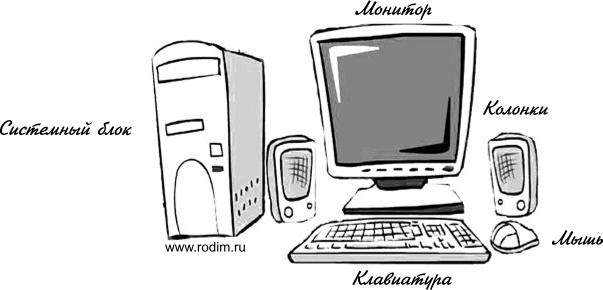 Монитор
Колонки
Системный блок
Мышь
www.rodim.ru
Клавиатура